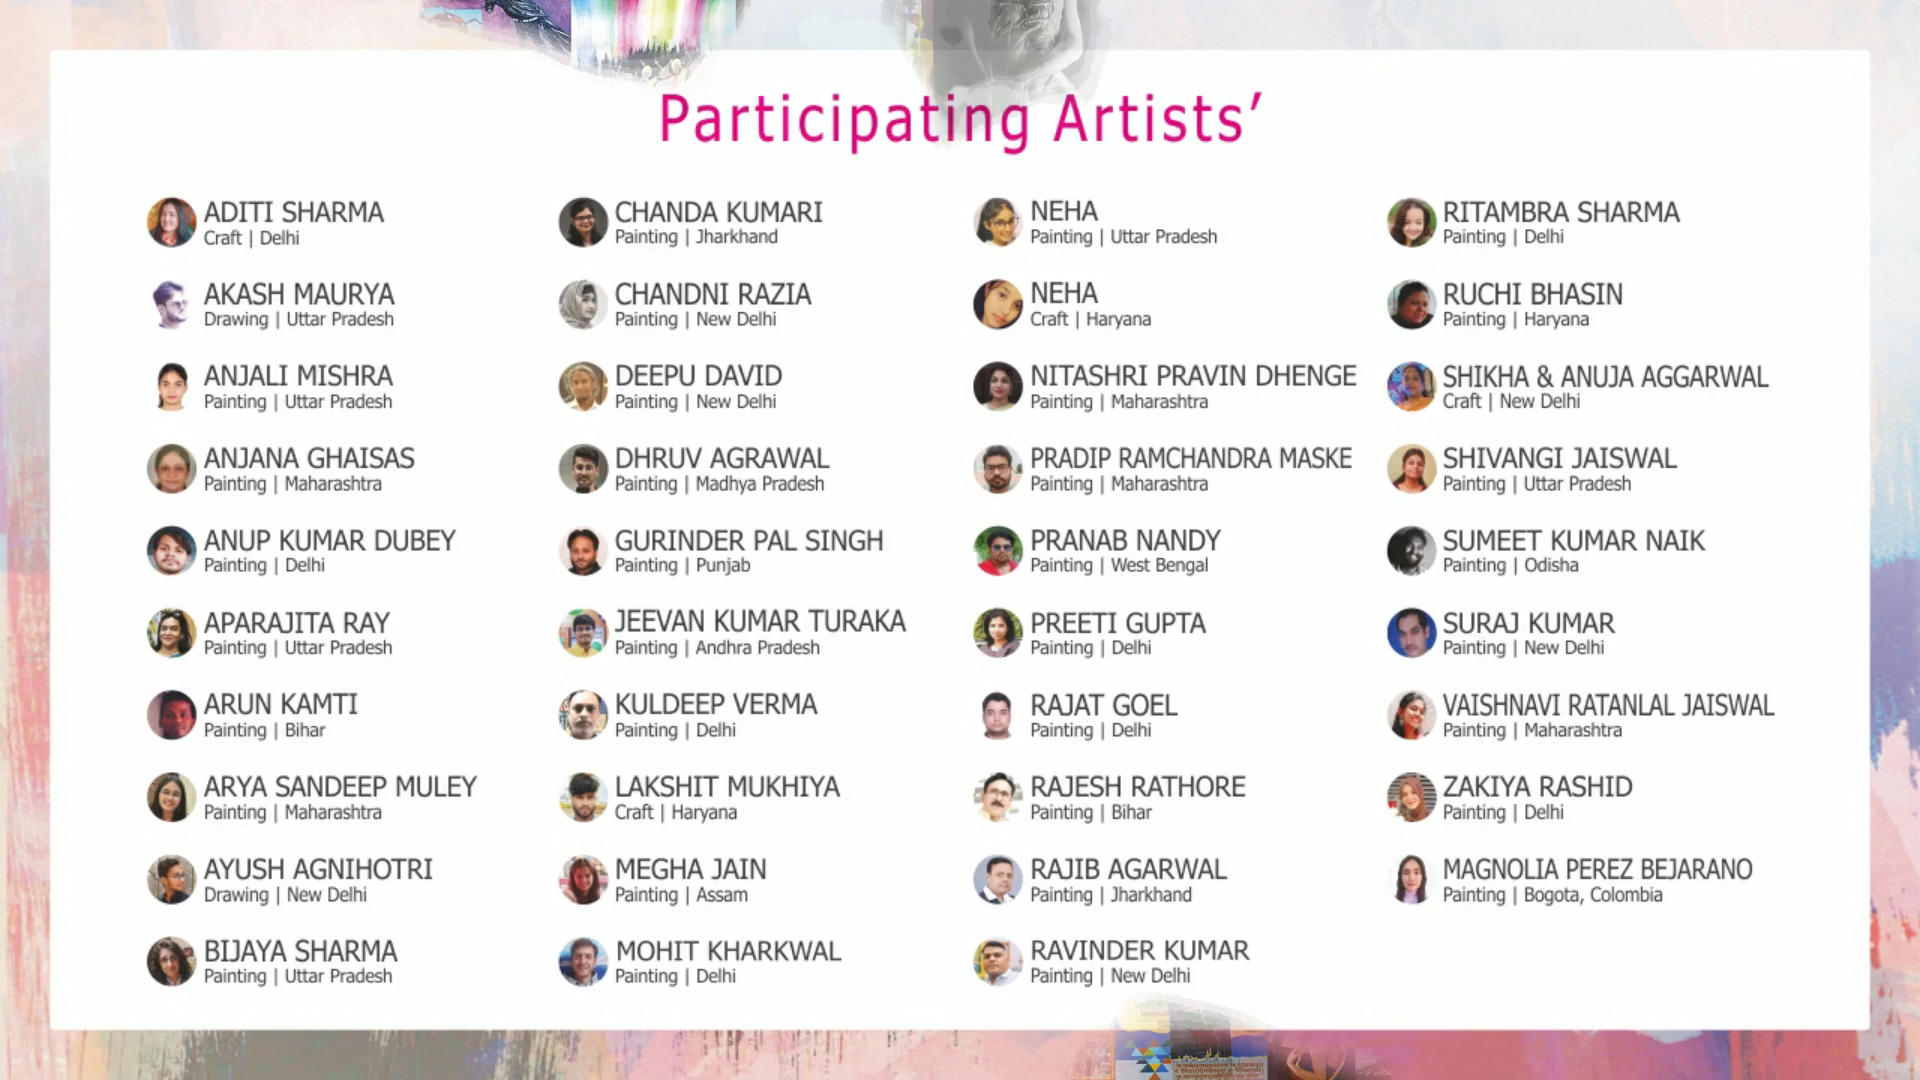 Participating Artists’
ADITI SHARMA
Craft | Delhi
AKASH MAURYA
Drawing | Uttar Pradesh
ANJALI MISHRA
Painting | Uttar Pradesh
ANJANA GHAISAS
Painting | Maharashtra
ANUP KUMAR DUBEY
Painting | Delhi
APARAJITA RAY
Painting | Uttar Pradesh
ARUN KAMTI
Painting | Bihar
ARYA SANDEEP MULEY
Painting | Maharashtra
AYUSH AGNIHOTRI
Drawing | New Delhi
BIJAYA SHARMA
Painting | Uttar Pradesh
CHANDA KUMARI
Painting | Jharkhand
CHANDNI RAZIA
Painting | New Delhi
DEEPU DAVID
Painting | New Delhi
DHRUV AGRAWAL
Painting | Madhya Pradesh
GURINDER PAL SINGH
Painting | Punjab
JEEVAN KUMAR TURAKA
Painting | Andhra Pradesh
KULDEEP VERMA
Painting | Delhi
LAKSHIT MUKHIYA
Craft | Haryana
MEGHA JAIN
Painting | Assam
MOHIT KHARKWAL
Painting | Delhi
NEHA
Painting | Uttar Pradesh
NEHA
Craft | Haryana
NITASHRI PRAVIN DHENGE
Painting | Maharashtra
PRADIP RAMCHANDRA MASKE
Painting | Maharashtra
PRANAB NANDY
Painting | West Bengal
PREETI GUPTA
Painting | Delhi
RAJAT GOEL
Painting | Delhi
RAJESH RATHORE
Painting | Bihar
RAJIB AGARWAL
Painting | Jharkhand
RAVINDER KUMAR
Painting | New Delhi
RITAMBRA SHARMA
Painting | Delhi
RUCHI BHASIN
Painting | Haryana
SHIKHA & ANUJA AGGARWAL
Craft | New Delhi
SHIVANGI JAISWAL
Painting | Uttar Pradesh
SUMEET KUMAR NAIK
Painting | Odisha
SURAJ KUMAR
Painting | New Delhi
VAISHNAVI RATANLAL JAISWAL
Painting | Maharashtra
ZAKIYA RASHID
Painting | Delhi
MAGNOLIA PEREZ BEJARANO
Painting | Bogota, Colombia